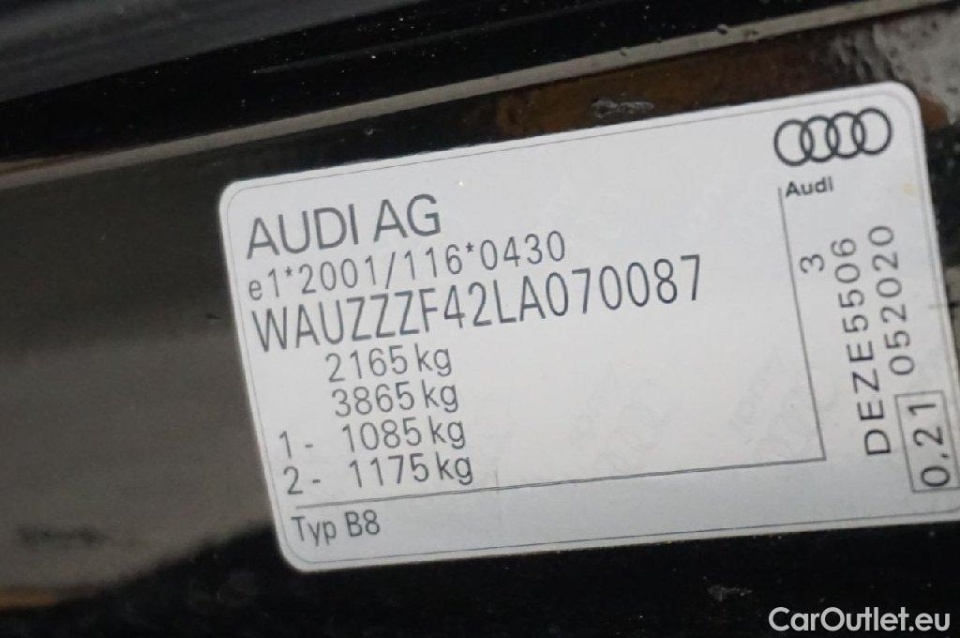 Audi
AUDI AG
e1*2001/116*0430
WAUZZZF42LA070087
2165 kg
3865 kg
1 - 1085 kg
2 - 1175 kg
Typ B8
3
DEZE5506
052020
0,21
CarOutlet.eu